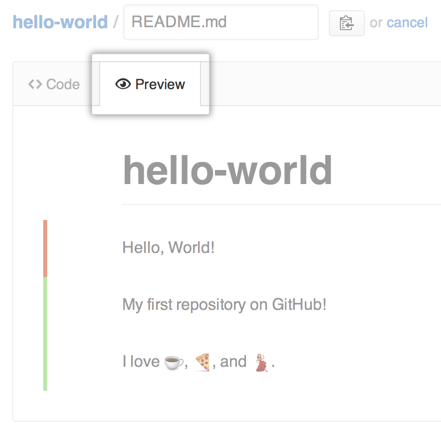 hello-world / README.md or cancel
<> Code Preview
hello-world
Hello, World!
My first repository on GitHub!
I love ☕, 🍕, and 💃.